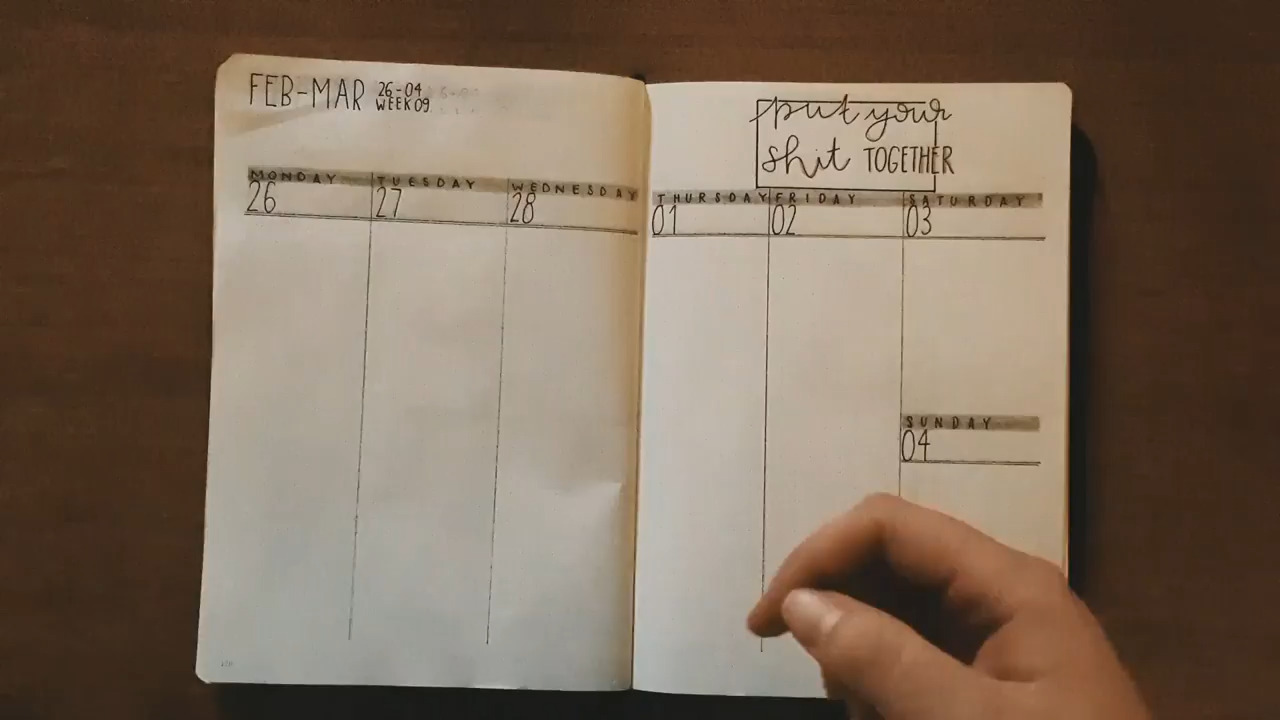 FEB-MAR 26-04
WEEK 09
MONDAY TUESDAY WEDNESDAY
26 27 28
put your
shit TOGETHER
THURSDAY FRIDAY SATURDAY
01 02 03
SUNDAY
04